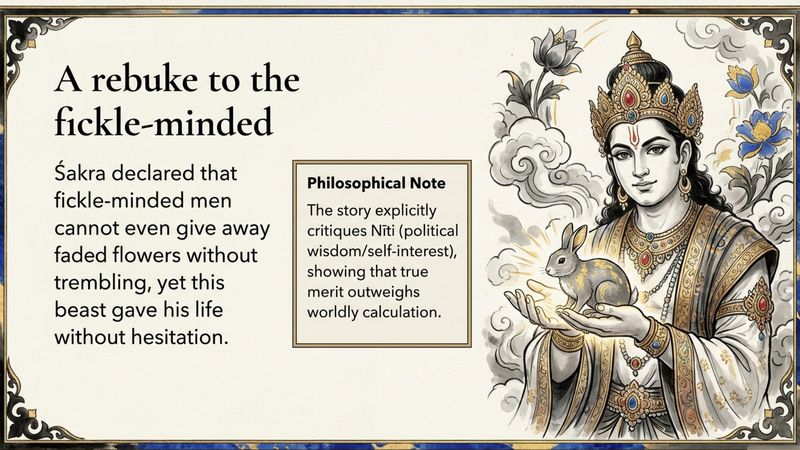 A rebuke to the
fickle-minded
Śakra declared that
fickle-minded men
cannot even give away
faded flowers without
trembling, yet this
beast gave his life
without hesitation.
Philosophical Note
The story explicitly
critiques Nīti (political
wisdom/self-interest),
showing that true
merit outweighs
worldly calculation.